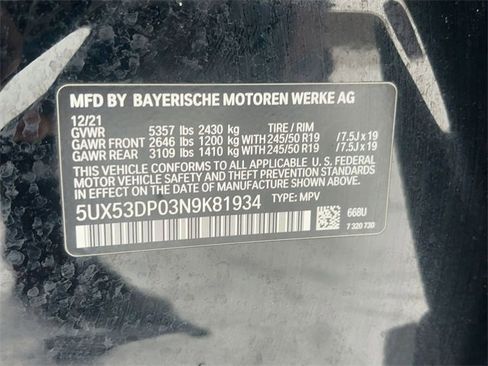 MFD BY BAYERISCHE MOTOREN WERKE AG
12/21
GVWR 5357 lbs 2430 kg TIRE / RIM
GAWR FRONT 2646 lbs 1200 kg WITH 245/50 R19 / 7.5J x 19
GAWR REAR 3109 lbs 1410 kg WITH 245/50 R19 / 7.5J x 19
THIS VEHICLE CONFORMS TO ALL APPLICABLE U.S. FEDERAL
MOTOR VEHICLE SAFETY AND THEFT PREVENTION STANDARDS
IN EFFECT ON THE DATE OF MANUFACTURE SHOWN ABOVE.
5UX53DP03N9K81934 TYPE: MPV
668U
7 320 730